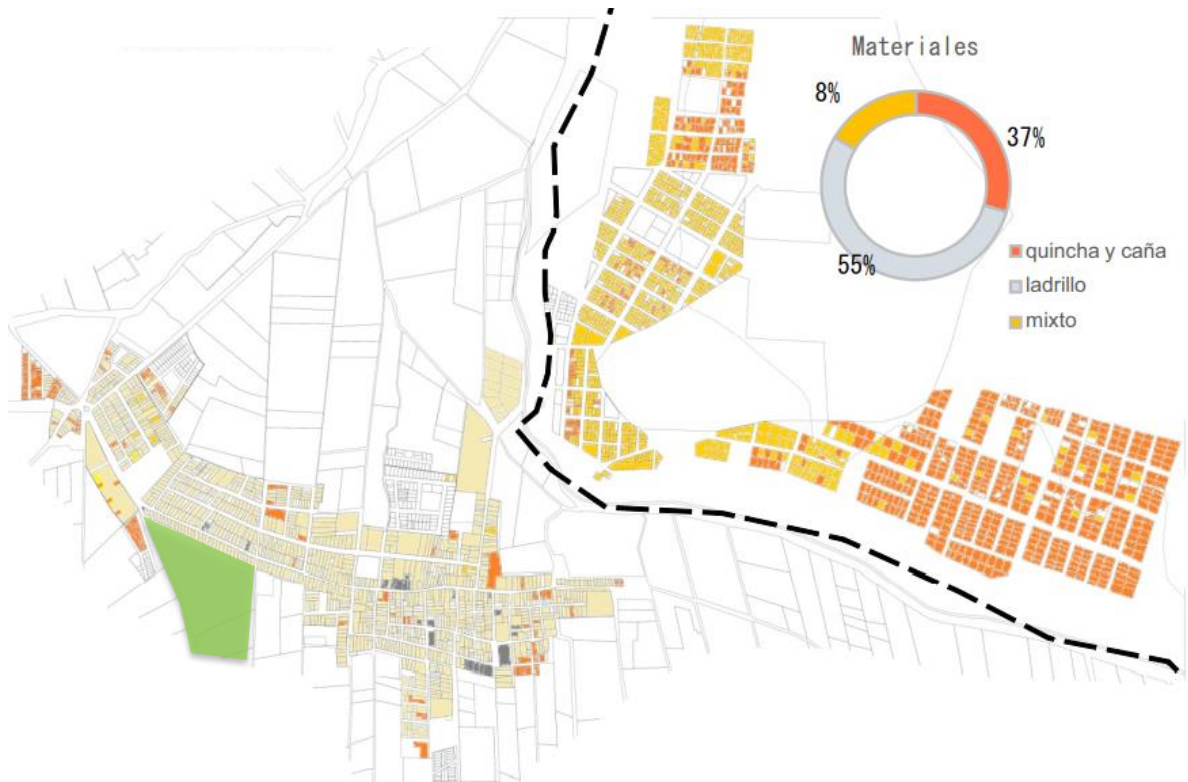 Materiales
8%
37%
55%
quincha y caña
ladrillo
mixto